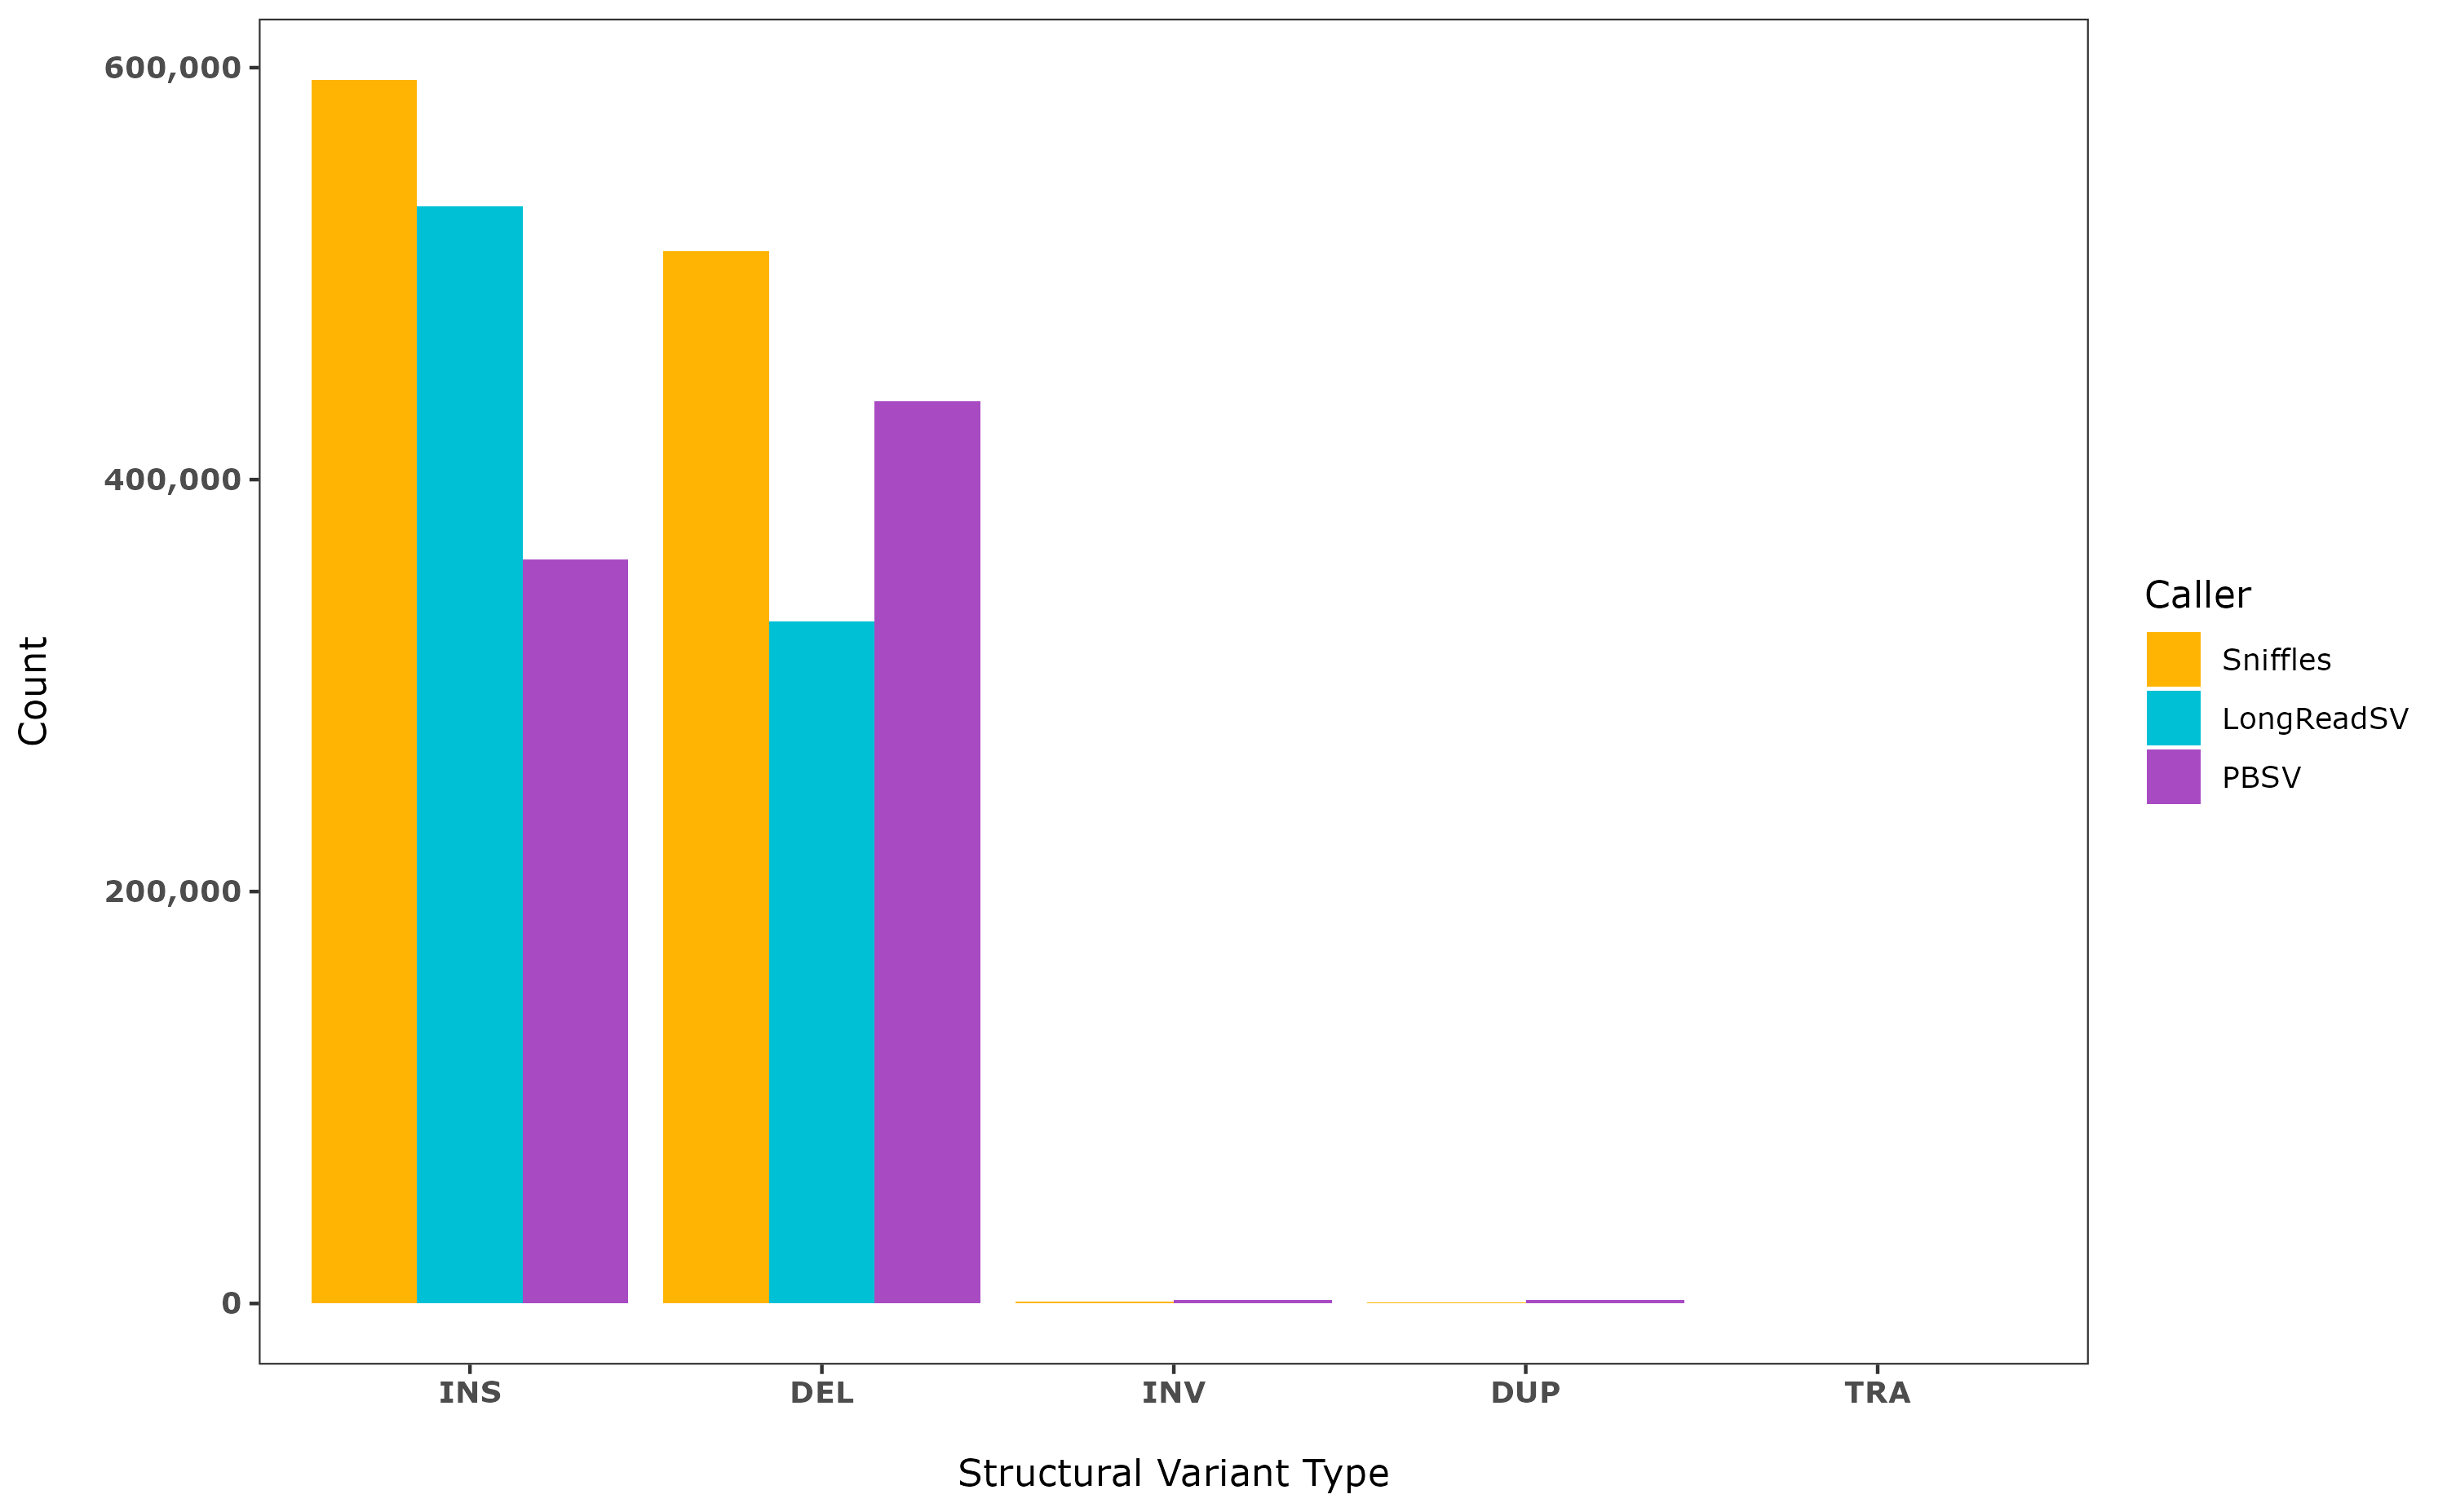 600,000
400,000
200,000
0
Count
INS
DEL
INV
DUP
TRA
Structural Variant Type
Caller
Sniffles
LongReadSV
PBSV